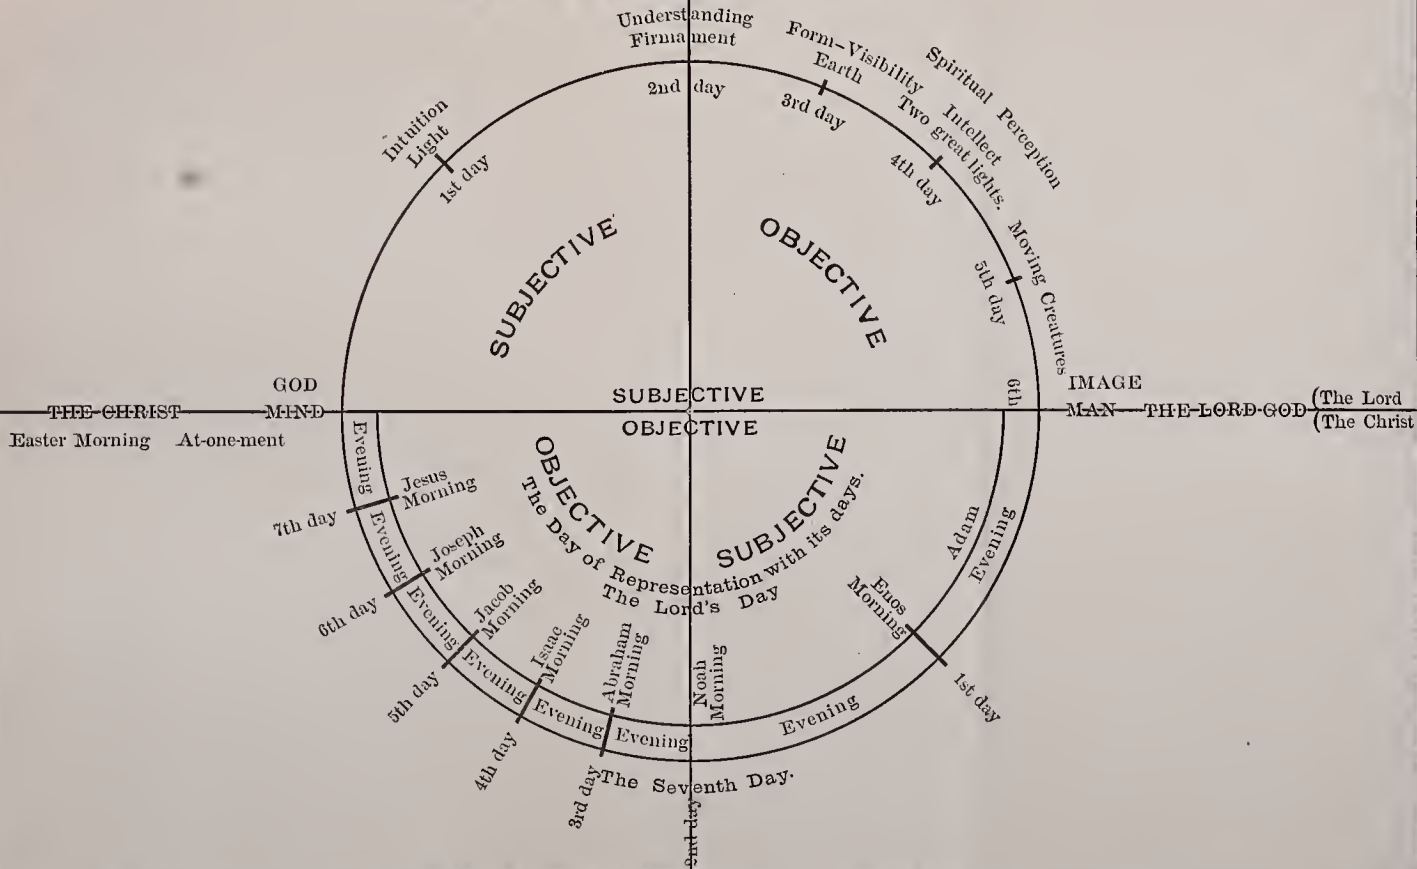 Understanding
Firmament
2nd day
Form-Visibility
Earth
3rd day
Spiritual Perception
Intellect
Two great lights.
4th day
Intuition
Light
1st day
Moving Creatures
5th day
SUBJECTIVE
OBJECTIVE
6th
GOD
MIND
THE CHRIST
Easter Morning At-one-ment
SUBJECTIVE
OBJECTIVE
IMAGE
MAN THE LORD GOD
(The Lord
(The Christ
OBJECTIVE
SUBJECTIVE
The Day of Representation with its days.
The Lord's Day
Adam
Evening
Enos
Morning
1st day
Evening
Noah
Morning
2nd day
Evening
Abraham
Morning
3rd day
Evening
Isaac
Morning
4th day
Evening
Jacob
Morning
5th day
Evening
Joseph
Morning
6th day
Evening
Jesus
Morning
7th day
Evening
The Seventh Day.